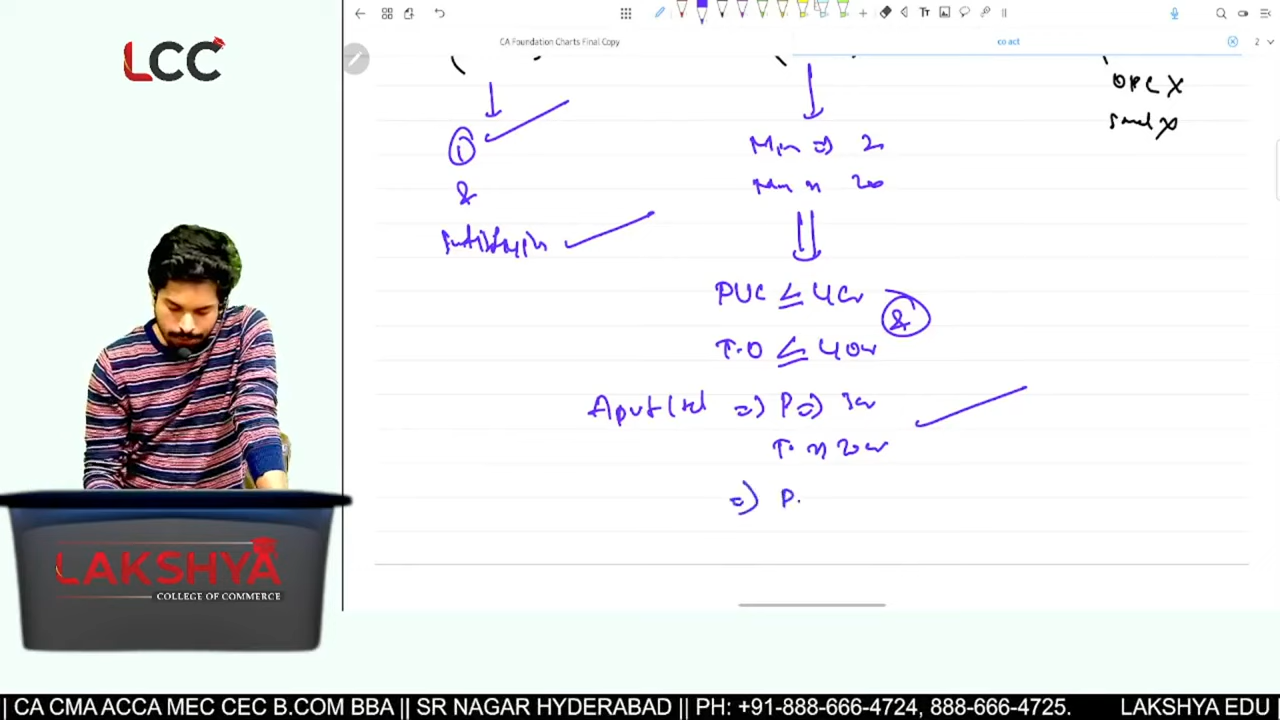 CA Foundation Charts Final Copy
co act
2
LCC
OPC X
Small X
①
&
Min ⇒ 2
Max ⇒ 200
PUC ≤ 4Cr
&
T.O ≤ 40Cr
A pvt ltd ⇒ P ⇒ 3Cr
T. ⇒ 20Cr
⇒ P.
LAKSHYA
COLLEGE OF COMMERCE
| CA CMA ACCA MEC CEC B.COM BBA || SR NAGAR HYDERABAD || PH: +91-888-666-4724, 888-666-4725. LAKSHYA EDU